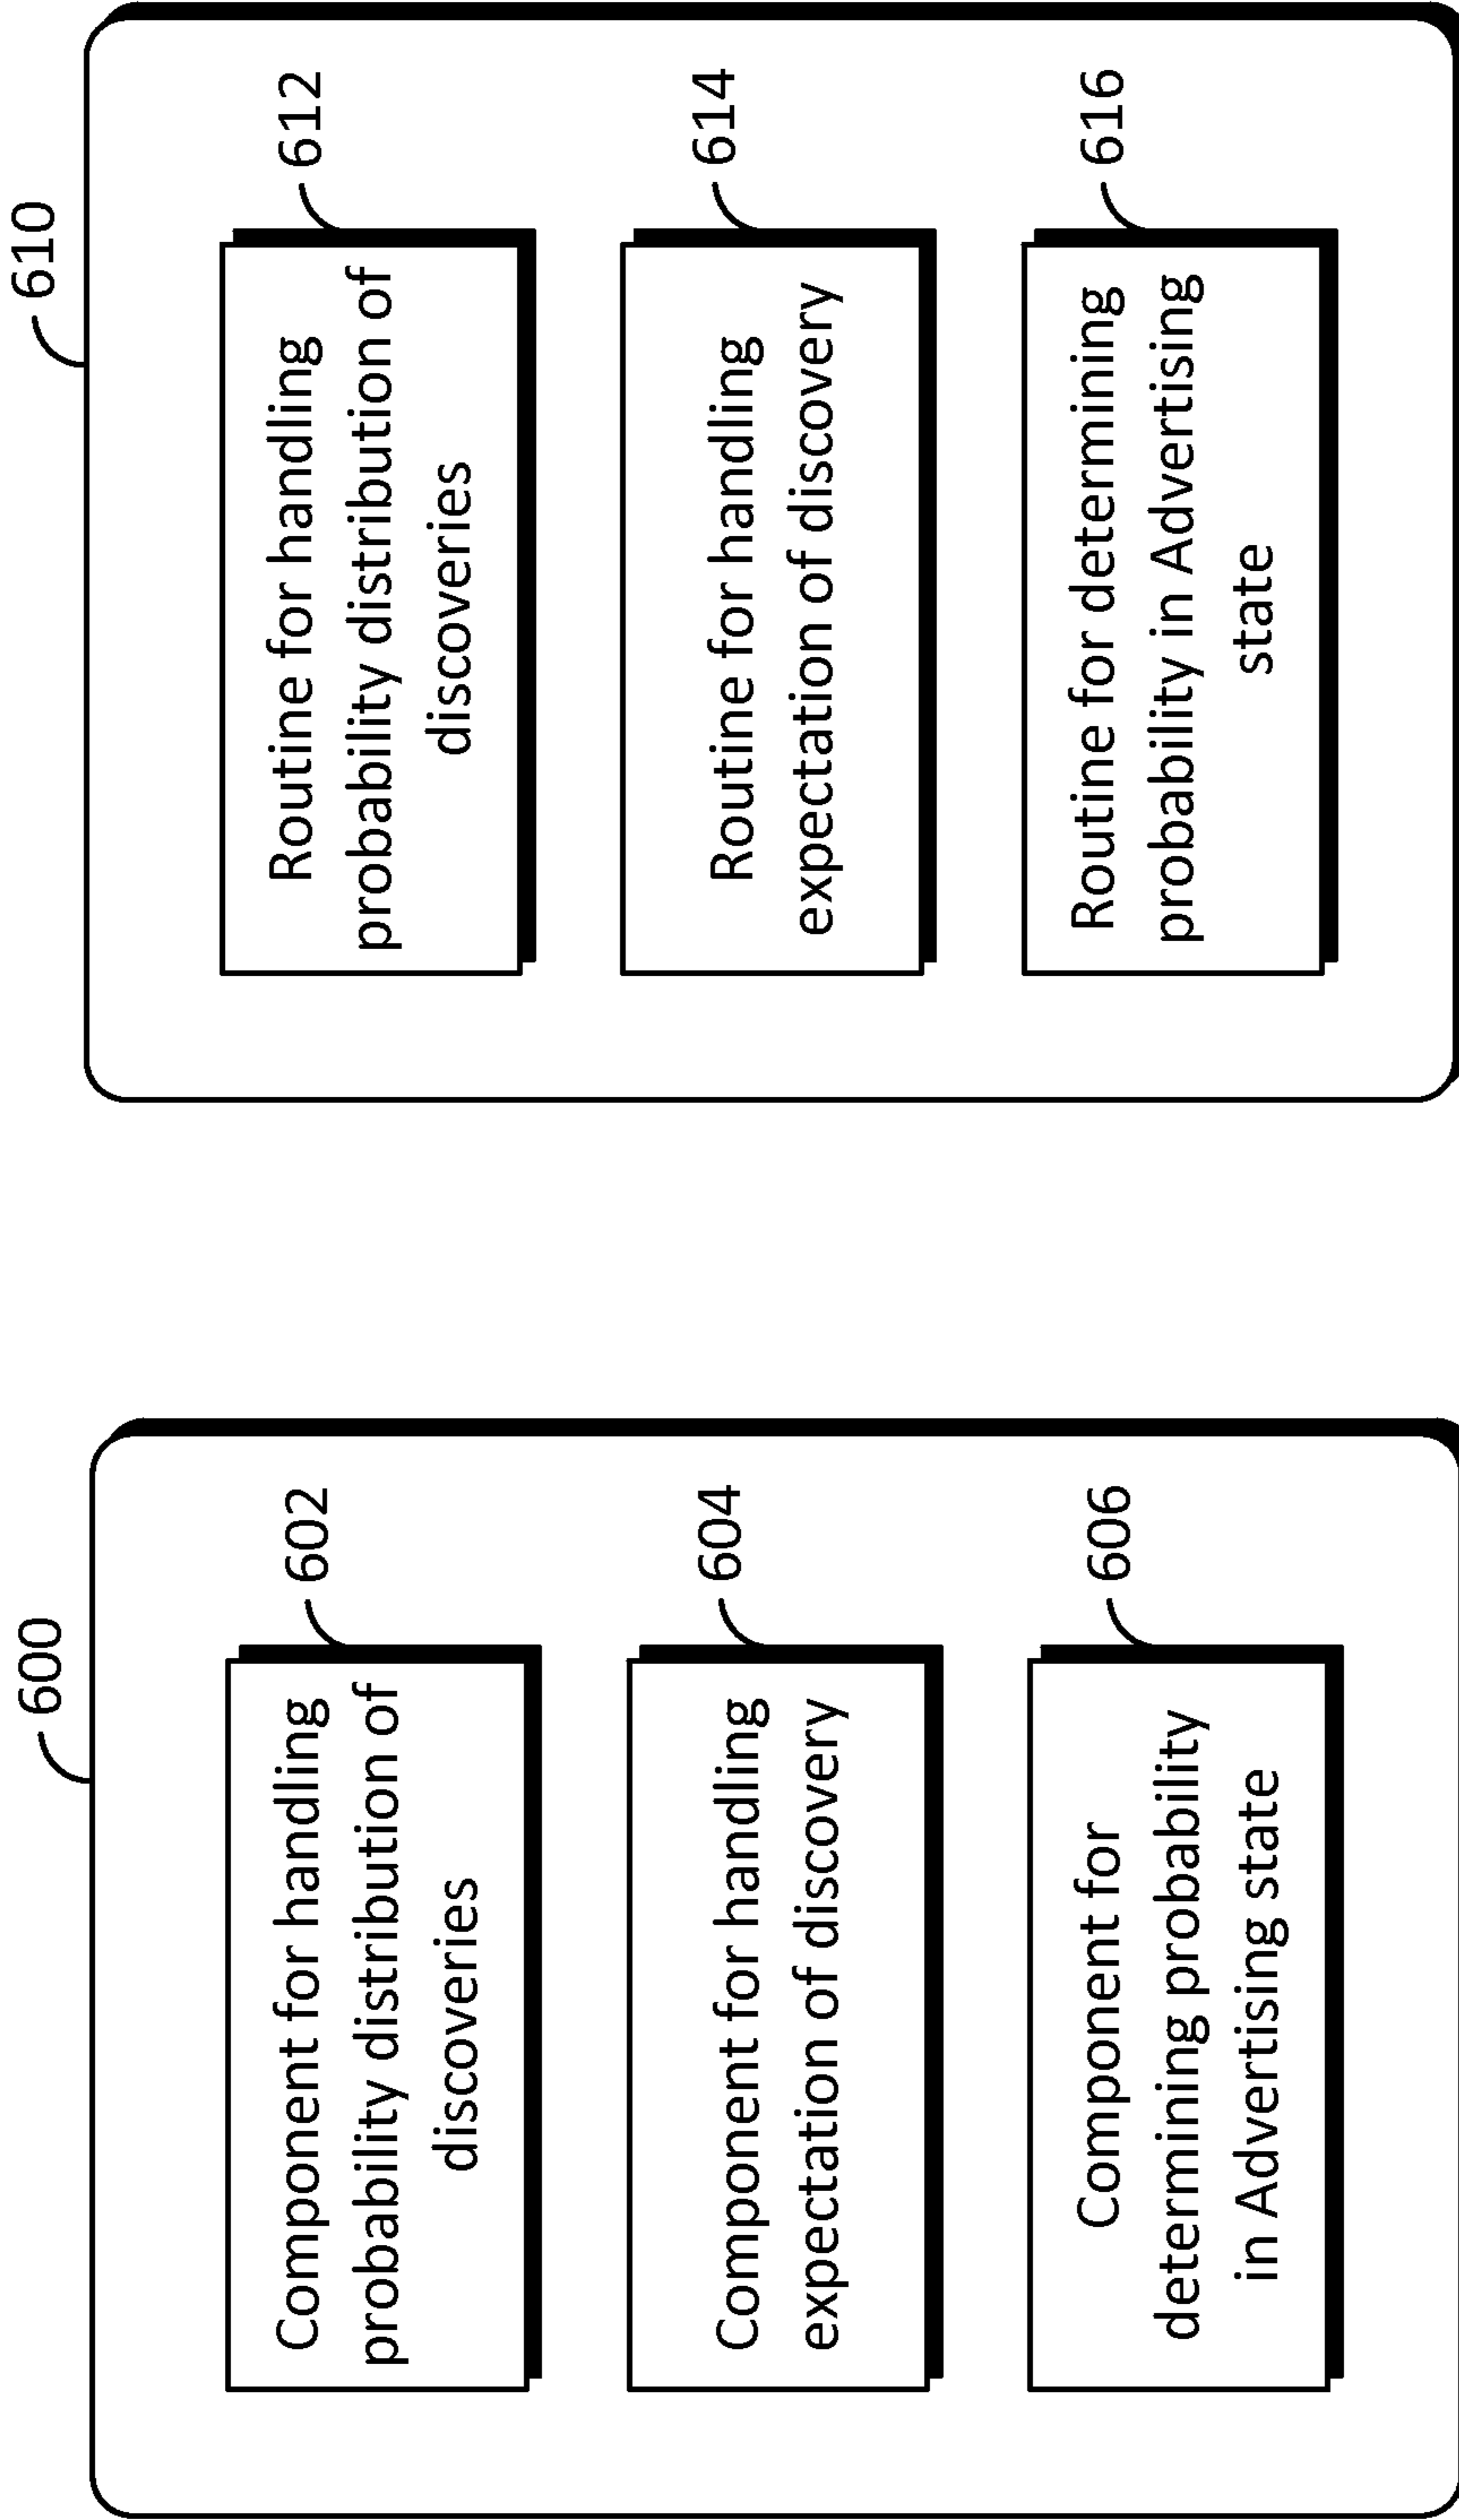 600
Component for handling
probability distribution of
discoveries
602
Component for handling
expectation of discovery
604
Component for
determining probability
in Advertising state
606
610
Routine for handling
probability distribution of
discoveries
612
Routine for handling
expectation of discovery
614
Routine for determining
probability in Advertising
state
616